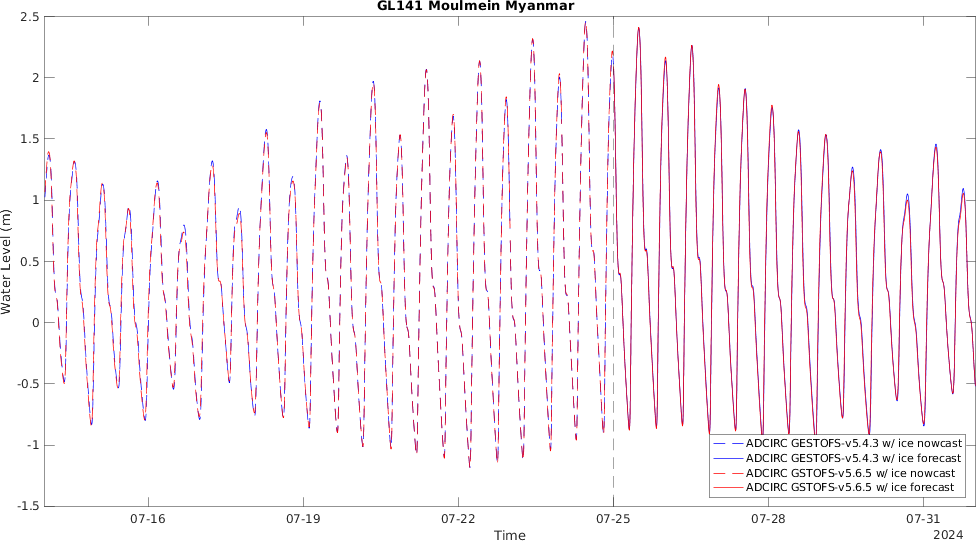 GL141 Moulmein Myanmar
2.5
2
1.5
1
0.5
0
-0.5
-1
-1.5
Water Level (m)
ADCIRC GESTOFS-v5.4.3 w/ ice nowcast
ADCIRC GESTOFS-v5.4.3 w/ ice forecast
ADCIRC GSTOFS-v5.6.5 w/ ice nowcast
ADCIRC GSTOFS-v5.6.5 w/ ice forecast
07-16 07-19 07-22 07-25 07-28 07-31
Time 2024